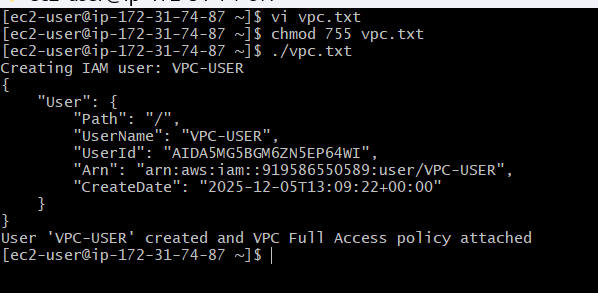 [ec2-user@ip-172-31-74-87 ~]$ vi vpc.txt
[ec2-user@ip-172-31-74-87 ~]$ chmod 755 vpc.txt
[ec2-user@ip-172-31-74-87 ~]$ ./vpc.txt
Creating IAM user: VPC-USER
{
    "User": {
        "Path": "/",
        "UserName": "VPC-USER",
        "UserId": "AIDA5MG5BGM6ZN5EP64WI",
        "Arn": "arn:aws:iam::919586550589:user/VPC-USER",
        "CreateDate": "2025-12-05T13:09:22+00:00"
    }
}
User 'VPC-USER' created and VPC Full Access policy attached
[ec2-user@ip-172-31-74-87 ~]$